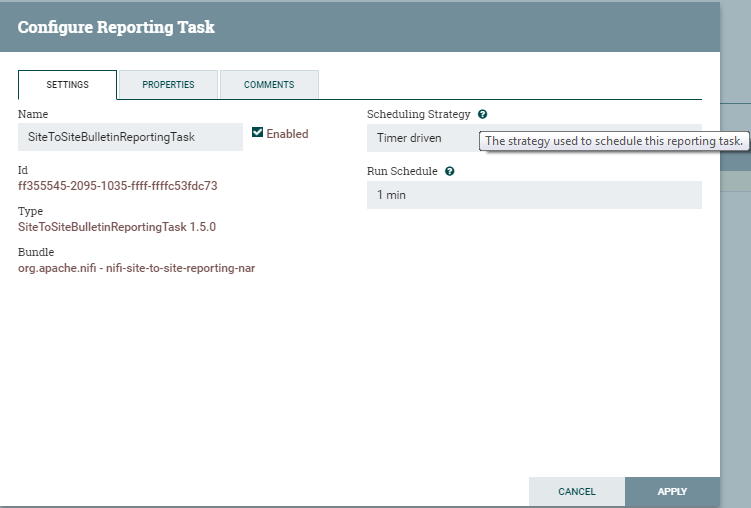 Configure Reporting Task
SETTINGS
PROPERTIES
COMMENTS
Name
SiteToSiteBulletinReportingTask
Enabled
Id
ff355545-2095-1035-ffff-ffffc53fdc73
Type
SiteToSiteBulletinReportingTask 1.5.0
Bundle
org.apache.nifi - nifi-site-to-site-reporting-nar
Scheduling Strategy
Timer driven
The strategy used to schedule this reporting task.
Run Schedule
1 min
CANCEL
APPLY